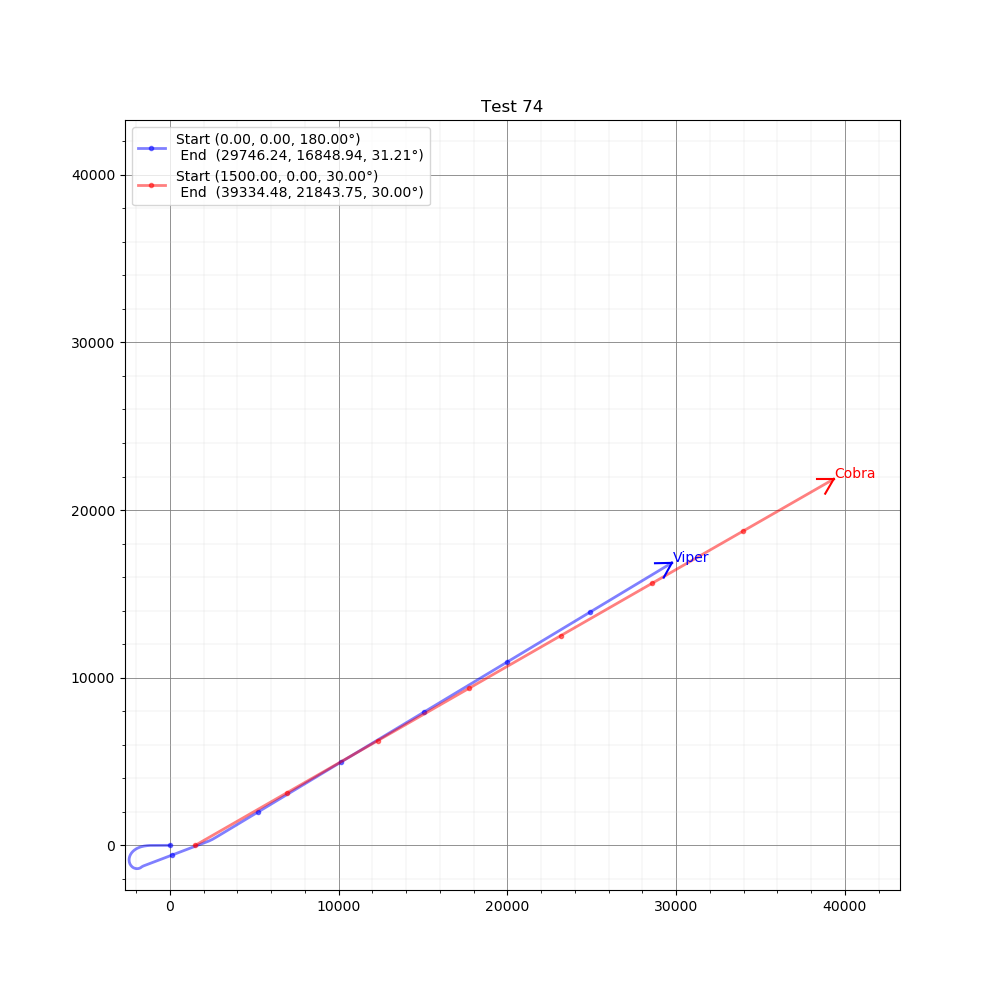 Test 74
Start (0.00, 0.00, 180.00°)
End (29746.24, 16848.94, 31.21°)
Start (1500.00, 0.00, 30.00°)
End (39334.48, 21843.75, 30.00°)
40000
30000
20000
10000
0
Cobra
Viper
0 10000 20000 30000 40000